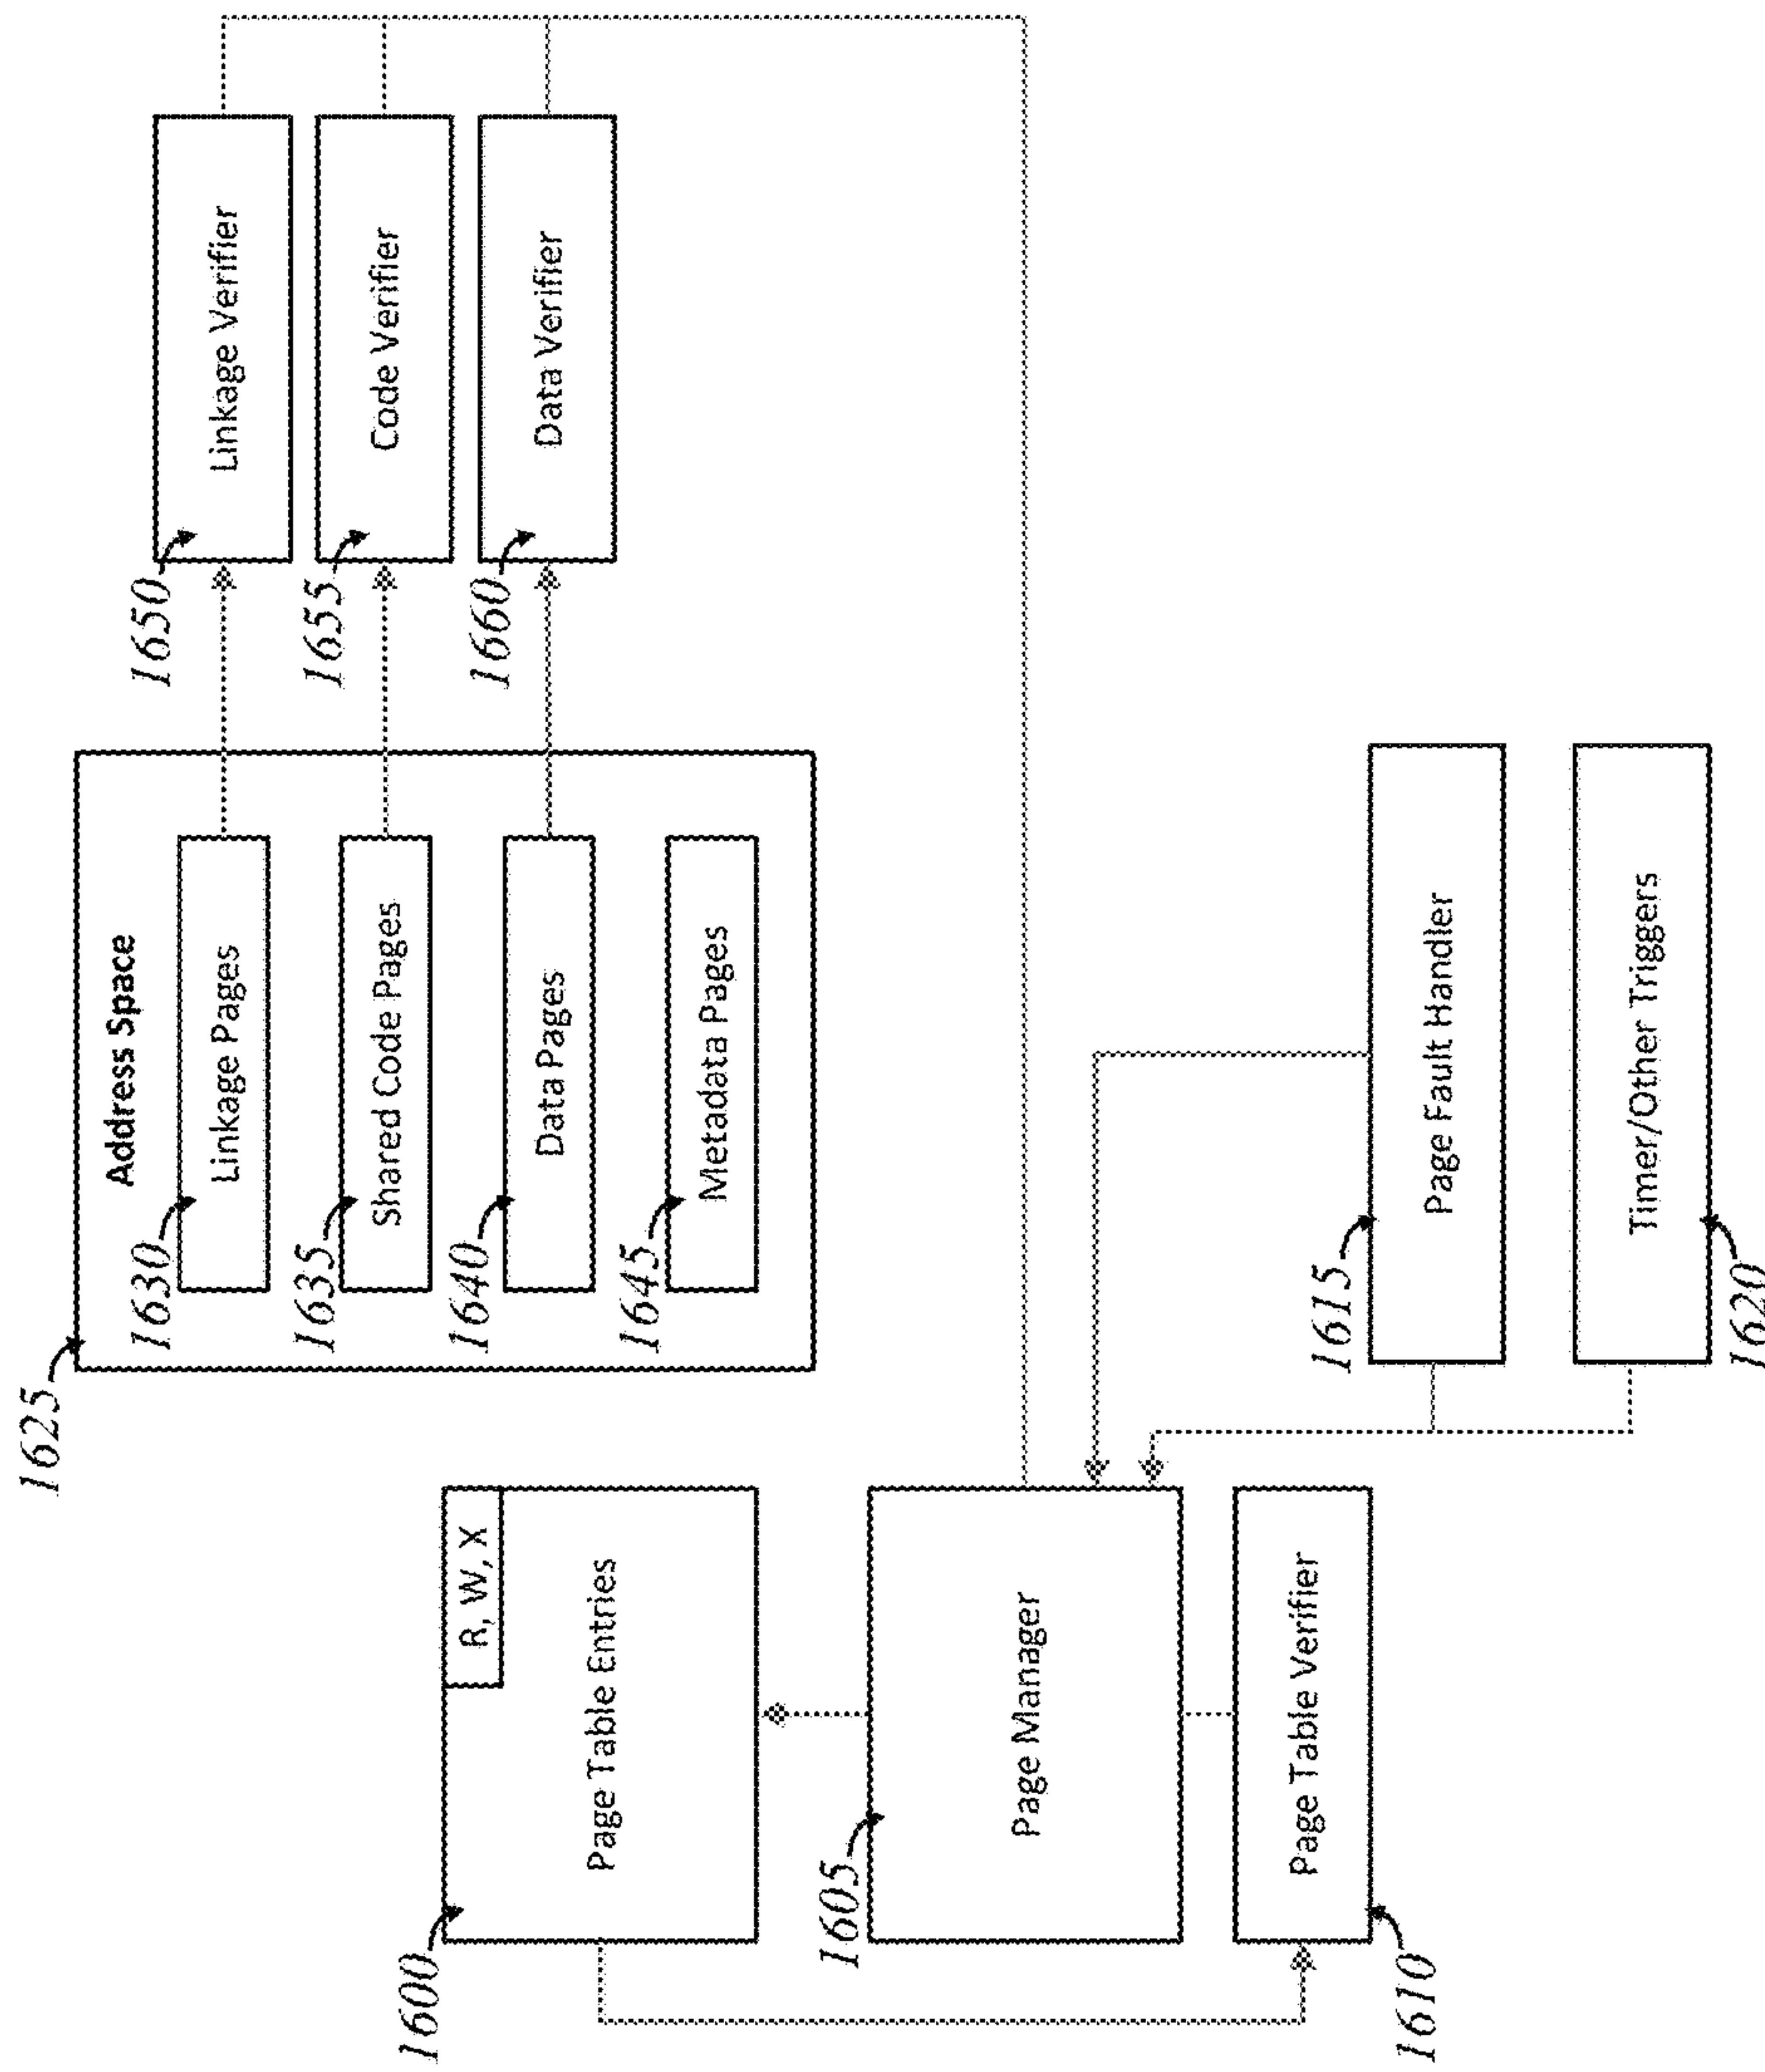 1600
R, W, X
Page Table Entries
1605
Page Manager
1610
Page Table Verifier
1625
Address Space
1630
Linkage Pages
1635
Shared Code Pages
1640
Data Pages
1645
Metadata Pages
1615
Page Fault Handler
1620
Timer/Other Triggers
1650
Linkage Verifier
1655
Code Verifier
1660
Data Verifier